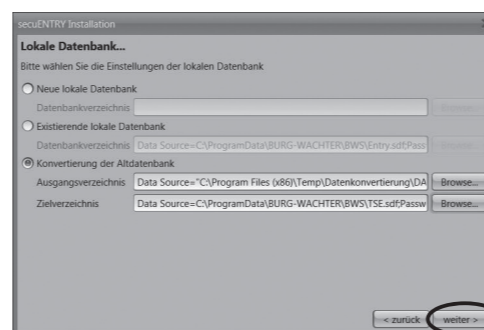 secuENTRY Installation
Lokale Datenbank...
Bitte wählen Sie die Einstellungen der lokalen Datenbank
Neue lokale Datenbank
Datenbankverzeichnis Browse...
Existierende lokale Datenbank
Datenbankverzeichnis Data Source=C:\ProgramData\BURG-WACHTER\BWS\Entry.sdf;Pass Browse...
Konvertierung der Altdatenbank
Ausgangsverzeichnis Data Source="C:\Program Files (x86)\Temp\Datenkonvertierung\DA Browse...
Zielverzeichnis Data Source=C:\ProgramData\BURG-WACHTER\BWS\TSE.sdf;Passw Browse...
< zurück weiter >